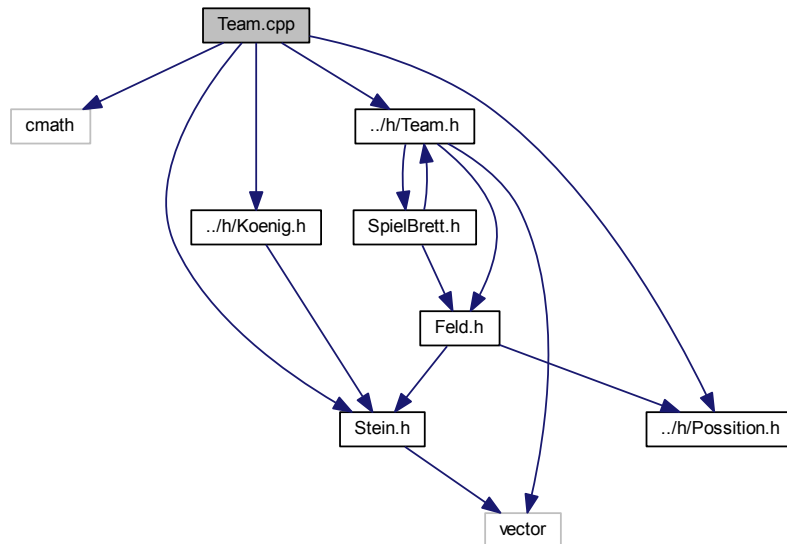 Team.cpp
cmath
../h/Team.h
../h/Koenig.h
SpielBrett.h
Feld.h
Stein.h
../h/Possition.h
vector